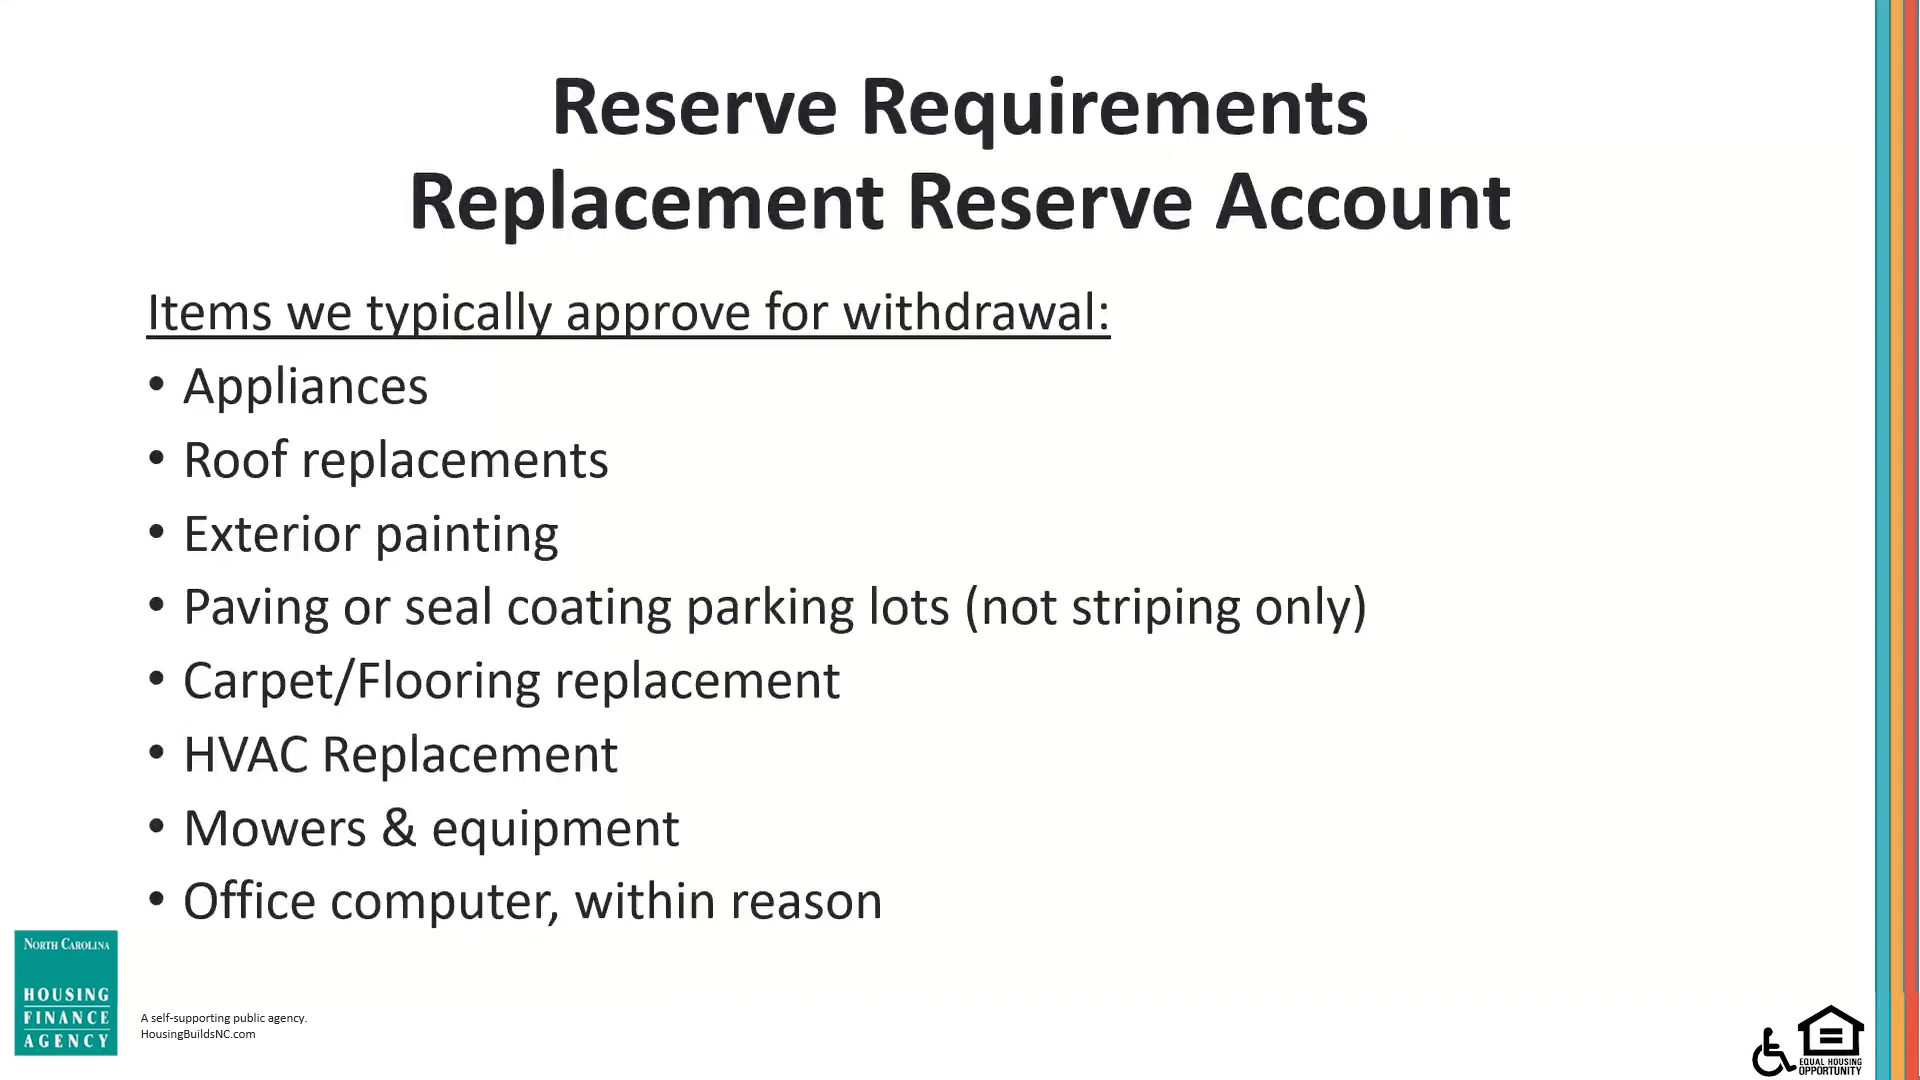 Reserve Requirements
Replacement Reserve Account
Items we typically approve for withdrawal:
• Appliances
• Roof replacements
• Exterior painting
• Paving or seal coating parking lots (not striping only)
• Carpet/Flooring replacement
• HVAC Replacement
• Mowers & equipment
• Office computer, within reason
NORTH CAROLINA
HOUSING
FINANCE
AGENCY
A self-supporting public agency.
HousingBuildsNC.com
EQUAL HOUSING
OPPORTUNITY